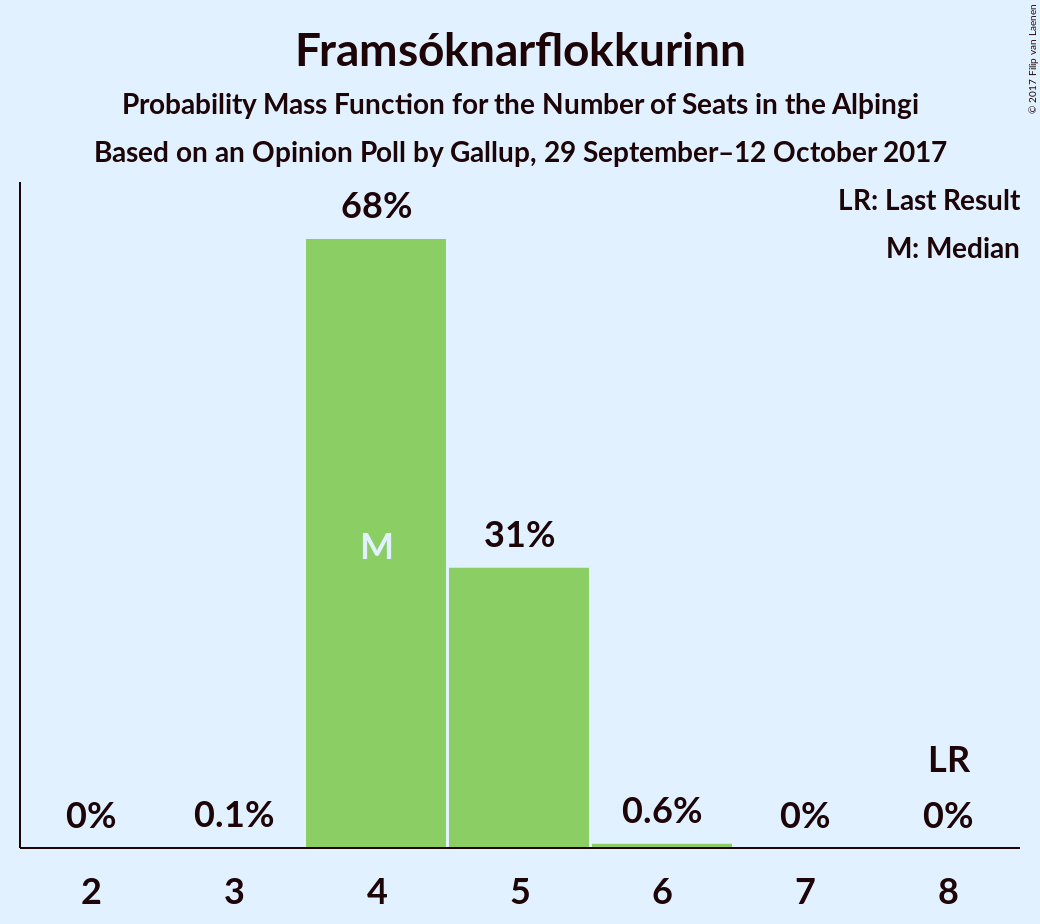 Framsóknarflokkurinn
Probability Mass Function for the Number of Seats in the Alþingi
Based on an Opinion Poll by Gallup, 29 September–12 October 2017
© 2017 Filip van Laenen
LR: Last Result
M: Median
68%
M
31%
LR
0%
0.1%
0.6%
0%
0%
2
3
4
5
6
7
8